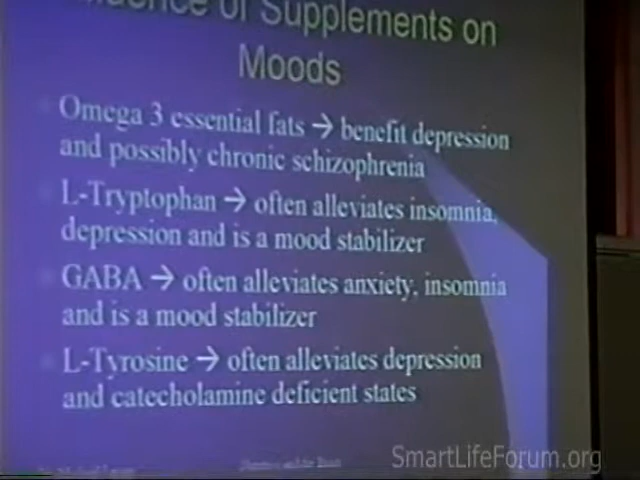 of Supplements on
Moods
Omega 3 essential fats → benefit depression
and possibly chronic schizophrenia
L-Tryptophan → often alleviates insomnia,
depression and is a mood stabilizer
GABA → often alleviates anxiety, insomnia
and is a mood stabilizer
L-Tyrosine → often alleviates depression
and catecholamine deficient states
SmartLifeForum.org